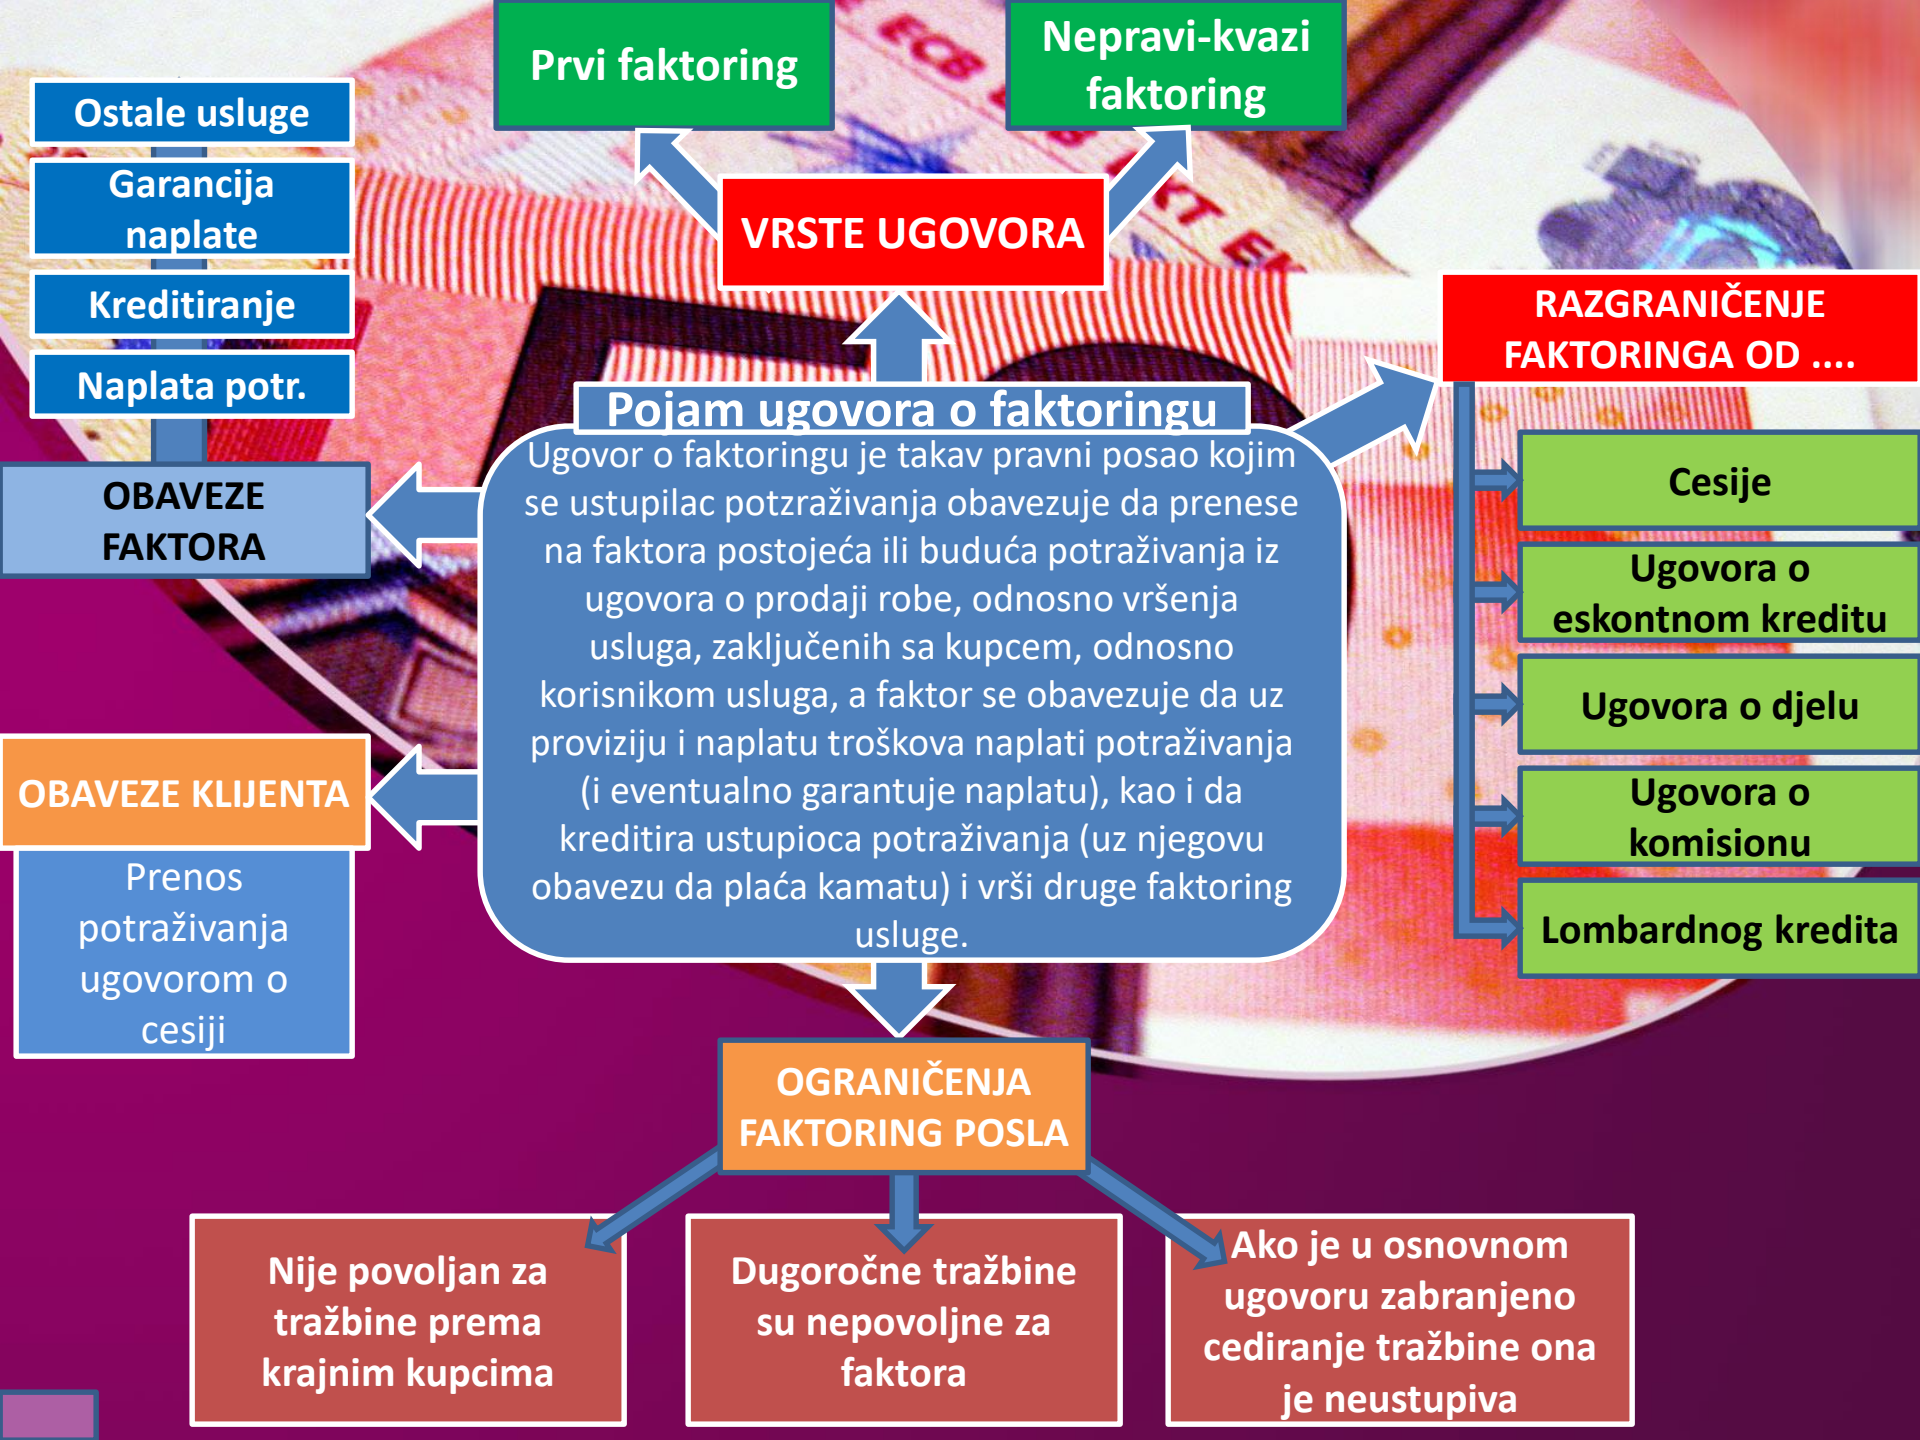 Prvi faktoring
Nepravi-kvazi
faktoring
Ostale usluge
Garancija
naplate
Kreditiranje
Naplata potr.
VRSTE UGOVORA
RAZGRANIČENJE
FAKTORINGA OD ....
Pojam ugovora o faktoringu
Ugovor o faktoringu je takav pravni posao kojim
se ustupilac potzraživanja obavezuje da prenese
na faktora postojeća ili buduća potraživanja iz
ugovora o prodaji robe, odnosno vršenja
usluga, zaključenih sa kupcem, odnosno
korisnikom usluga, a faktor se obavezuje da uz
proviziju i naplatu troškova naplati potraživanja
(i eventualno garantuje naplatu), kao i da
kreditira ustupioca potraživanja (uz njegovu
obavezu da plaća kamatu) i vrši druge faktoring
usluge.
OBAVEZE
FAKTORA
OBAVEZE KLIJENTA
Prenos
potraživanja
ugovorom o
cesiji
Cesije
Ugovora o
eskontnom kreditu
Ugovora o djelu
Ugovora o
komisionu
Lombardnog kredita
OGRANIČENJA
FAKTORING POSLA
Nije povoljan za
tražbine prema
krajnim kupcima
Dugoročne tražbine
su nepovoljne za
faktora
Ako je u osnovnom
ugovoru zabranjeno
cediranje tražbine ona
je neustupiva